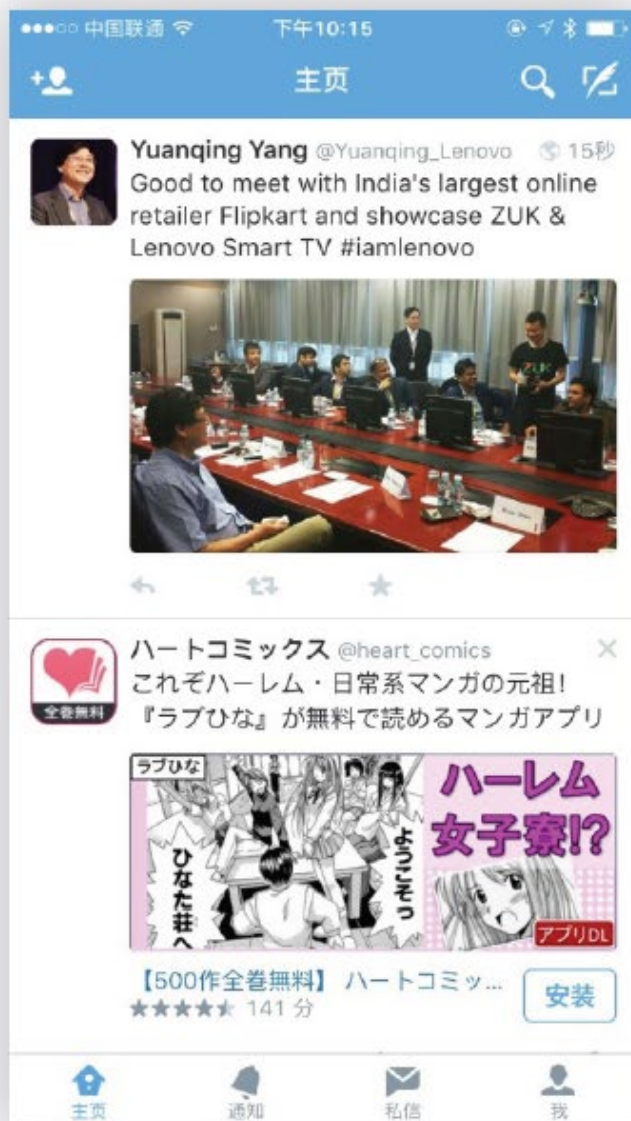 中国联通
下午10:15
主页
Yuanqing Yang @Yuanqing_Lenovo 15秒
Good to meet with India's largest online
retailer Flipkart and showcase ZUK &
Lenovo Smart TV #iamlenovo
ZUK
ハートコミックス @heart_comics
これぞハーレム・日常系マンガの元祖!
『ラブひな』が無料で読めるマンガアプリ
全巻無料
ラブひな
ようこそっ
ひなた荘へ
ハーレム
女子寮!?
アプリDL
【500作全巻無料】 ハートコミッ...
141 分
安装
主页
通知
私信
我